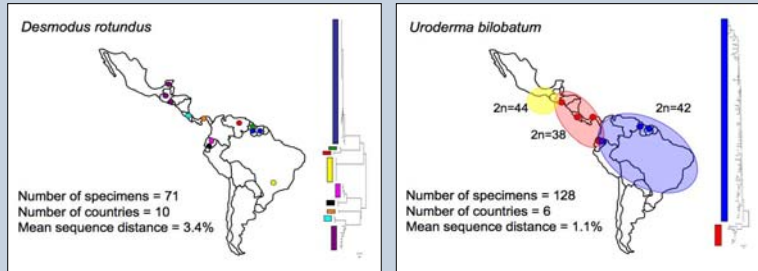 Desmodus rotundus
Number of specimens = 71
Number of countries = 10
Mean sequence distance = 3.4%
Uroderma bilobatum
2n=44
2n=42
2n=38
Number of specimens = 128
Number of countries = 6
Mean sequence distance = 1.1%